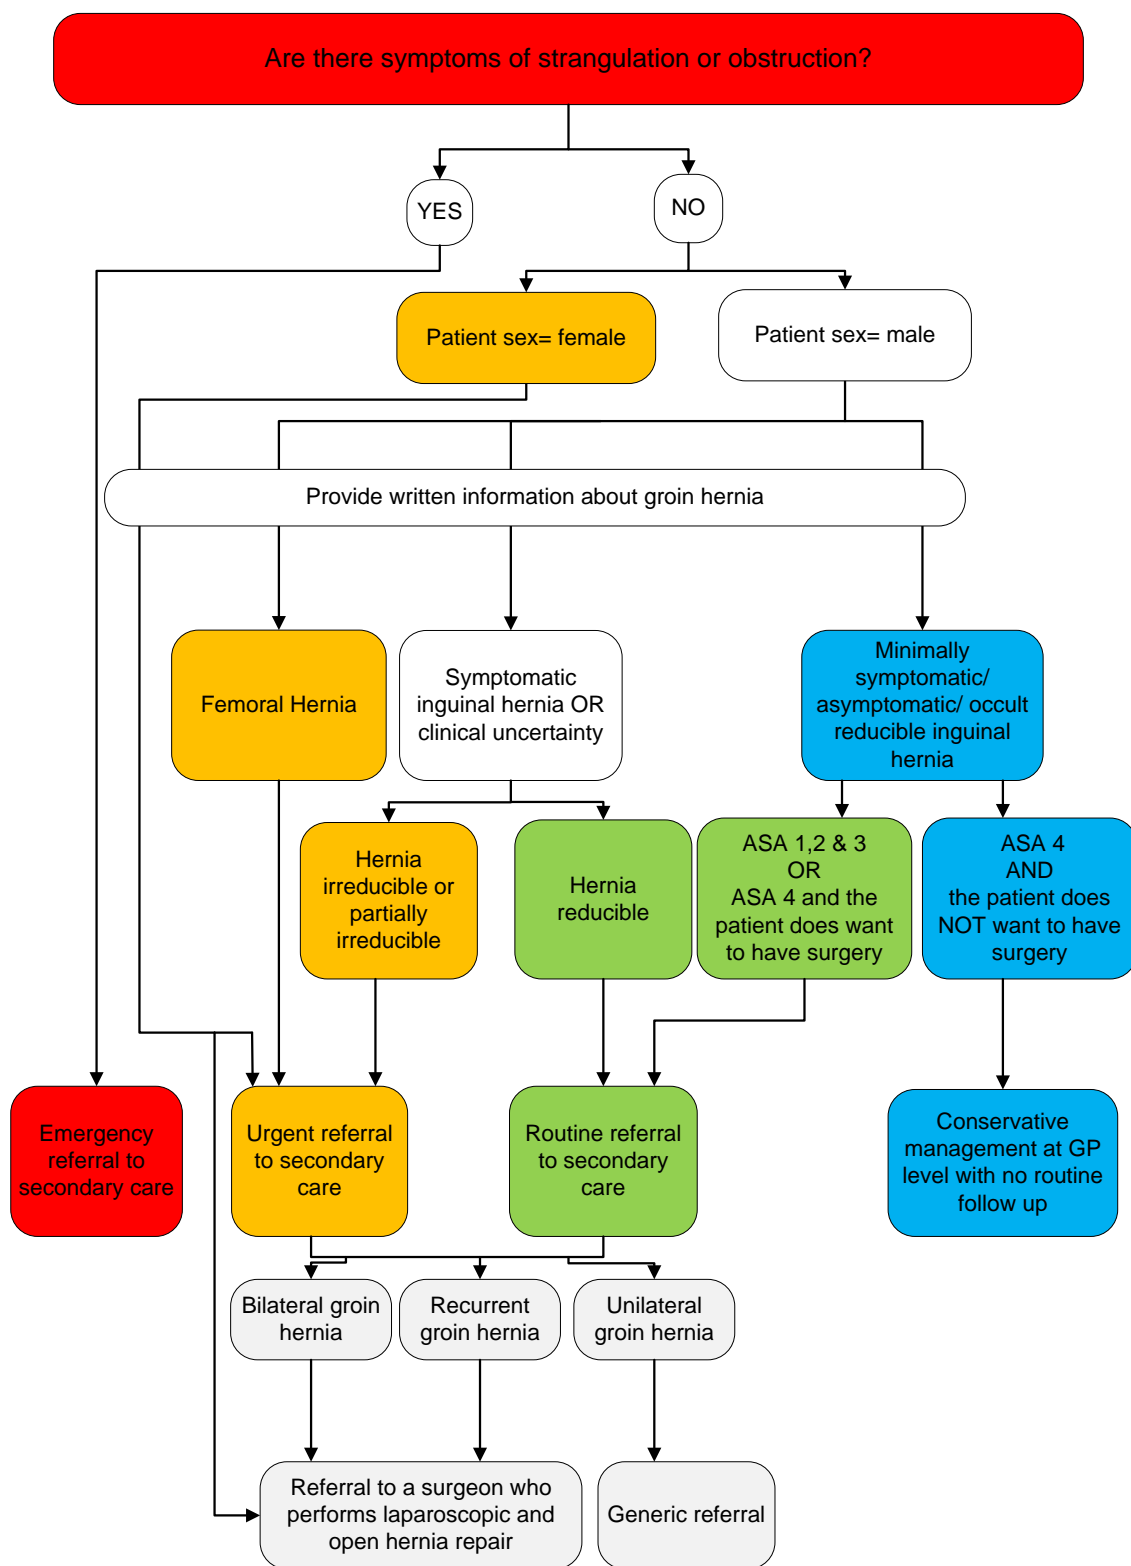 Are there symptoms of strangulation or obstruction?
YES
NO
Patient sex= female
Patient sex= male
Provide written information about groin hernia
Femoral Hernia
Symptomatic
inguinal hernia OR
clinical uncertainty
Minimally
symptomatic/
asymptomatic/ occult
reducible inguinal
hernia
Hernia
irreducible or
partially
irreducible
Hernia
reducible
ASA 1,2 & 3
OR
ASA 4 and the
patient does want
to have surgery
ASA 4
AND
the patient does
NOT want to have
surgery
Emergency
referral to
secondary care
Urgent referral
to secondary
care
Routine referral
to secondary
care
Conservative
management at GP
level with no routine
follow up
Bilateral groin
hernia
Recurrent
groin hernia
Unilateral
groin hernia
Referral to a surgeon who
performs laparoscopic and
open hernia repair
Generic referral